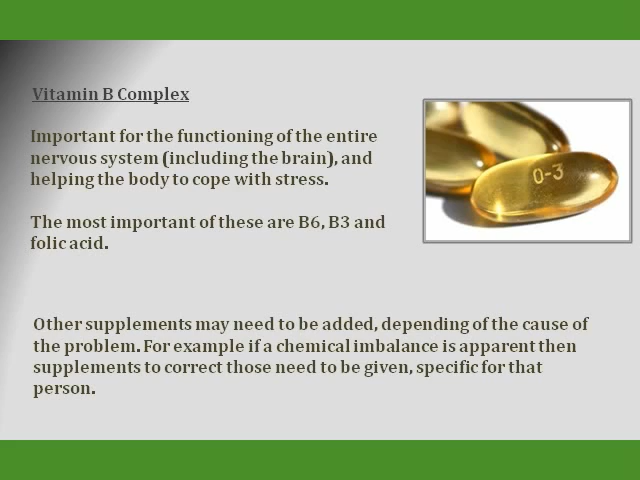 Vitamin B Complex
Important for the functioning of the entire
nervous system (including the brain), and
helping the body to cope with stress.
The most important of these are B6, B3 and
folic acid.
O-3
Other supplements may need to be added, depending of the cause of
the problem. For example if a chemical imbalance is apparent then
supplements to correct those need to be given, specific for that
person.